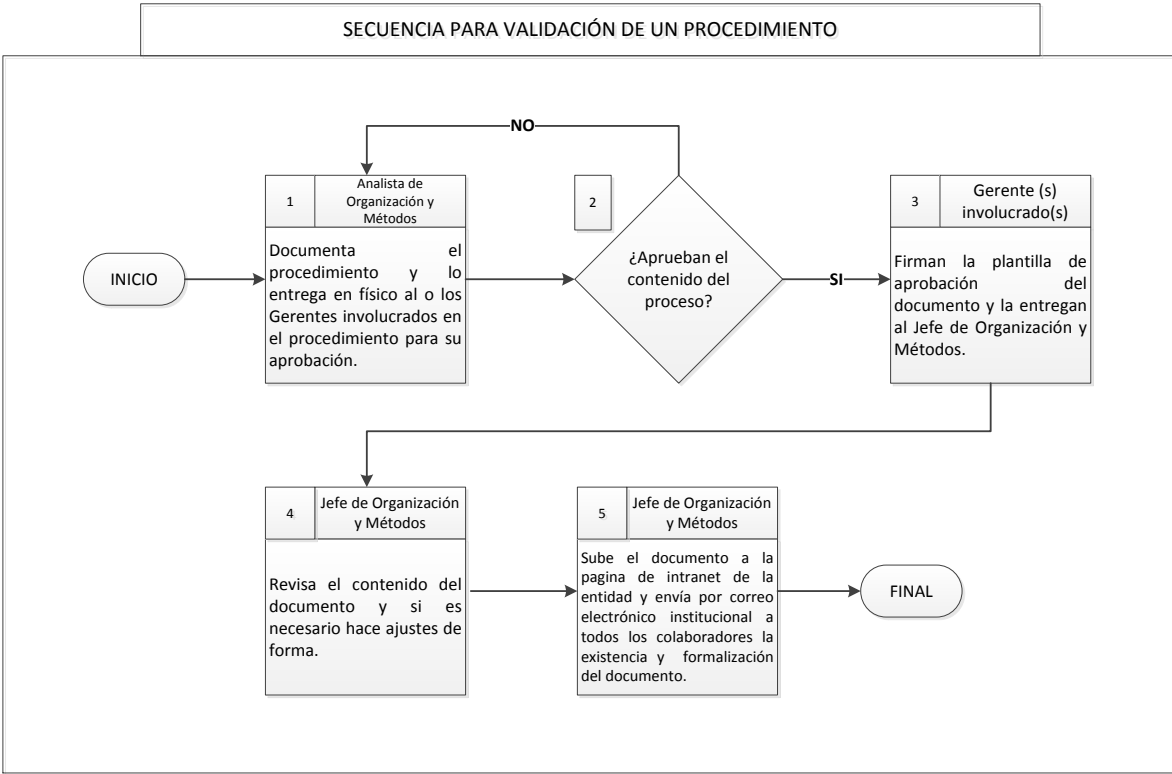 SECUENCIA PARA VALIDACIÓN DE UN PROCEDIMIENTO
NO
INICIO
1
Analista de
Organización y
Métodos
Documenta el
procedimiento y lo
entrega en físico al o los
Gerentes involucrados en
el procedimiento para su
aprobación.
2
¿Aprueban el
contenido del
proceso?
SI
3
Gerente (s)
involucrado(s)
Firman la plantilla de
aprobación del
documento y la entregan
al Jefe de Organización y
Métodos.
4
Jefe de Organización
y Métodos
Revisa el contenido del
documento y si es
necesario hace ajustes de
forma.
5
Jefe de Organización
y Métodos
Sube el documento a la
pagina de intranet de la
entidad y envía por correo
electrónico institucional a
todos los colaboradores la
existencia y formalización
del documento.
FINAL